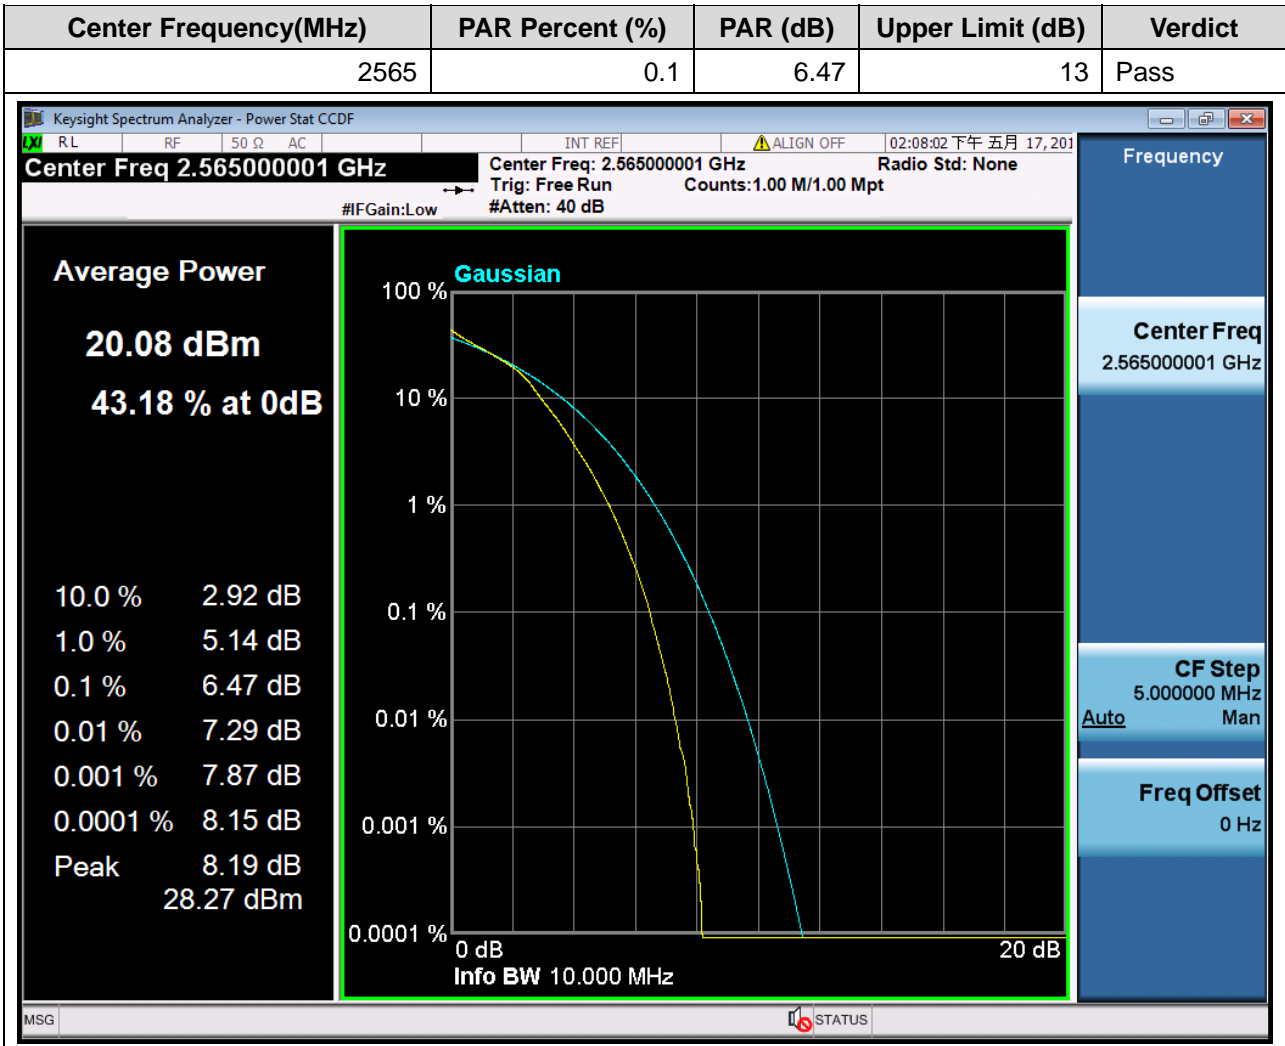 Center Frequency(MHz) PAR Percent (%) PAR (dB) Upper Limit (dB) Verdict
2565 0.1 6.47 13 Pass
Keysight Spectrum Analyzer - Power Stat CCDF
LXI RL RF 50 Ω AC INT REF ALIGN OFF 02:08:02 下午 五月 17, 201
Center Freq 2.565000001 GHz
Center Freq: 2.565000001 GHz Radio Std: None
Trig: Free Run Counts:1.00 M/1.00 Mpt
#IFGain:Low #Atten: 40 dB
Average Power
20.08 dBm
43.18 % at 0dB
10.0 % 2.92 dB
1.0 % 5.14 dB
0.1 % 6.47 dB
0.01 % 7.29 dB
0.001 % 7.87 dB
0.0001 % 8.15 dB
Peak 8.19 dB
28.27 dBm
Gaussian
100 %
10 %
1 %
0.1 %
0.01 %
0.001 %
0.0001 %
0 dB 20 dB
Info BW 10.000 MHz
Frequency
Center Freq
2.565000001 GHz
CF Step
5.000000 MHz
Auto Man
Freq Offset
0 Hz
MSG STATUS